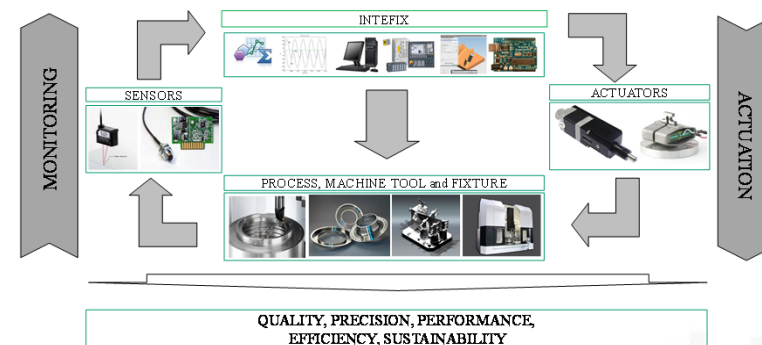 INTEFIX
MONITORING
SENSORS
ACTUATORS
ACTUATION
PROCESS, MACHINE TOOL and FIXTURE
QUALITY, PRECISION, PERFORMANCE,
EFFICIENCY, SUSTAINABILITY